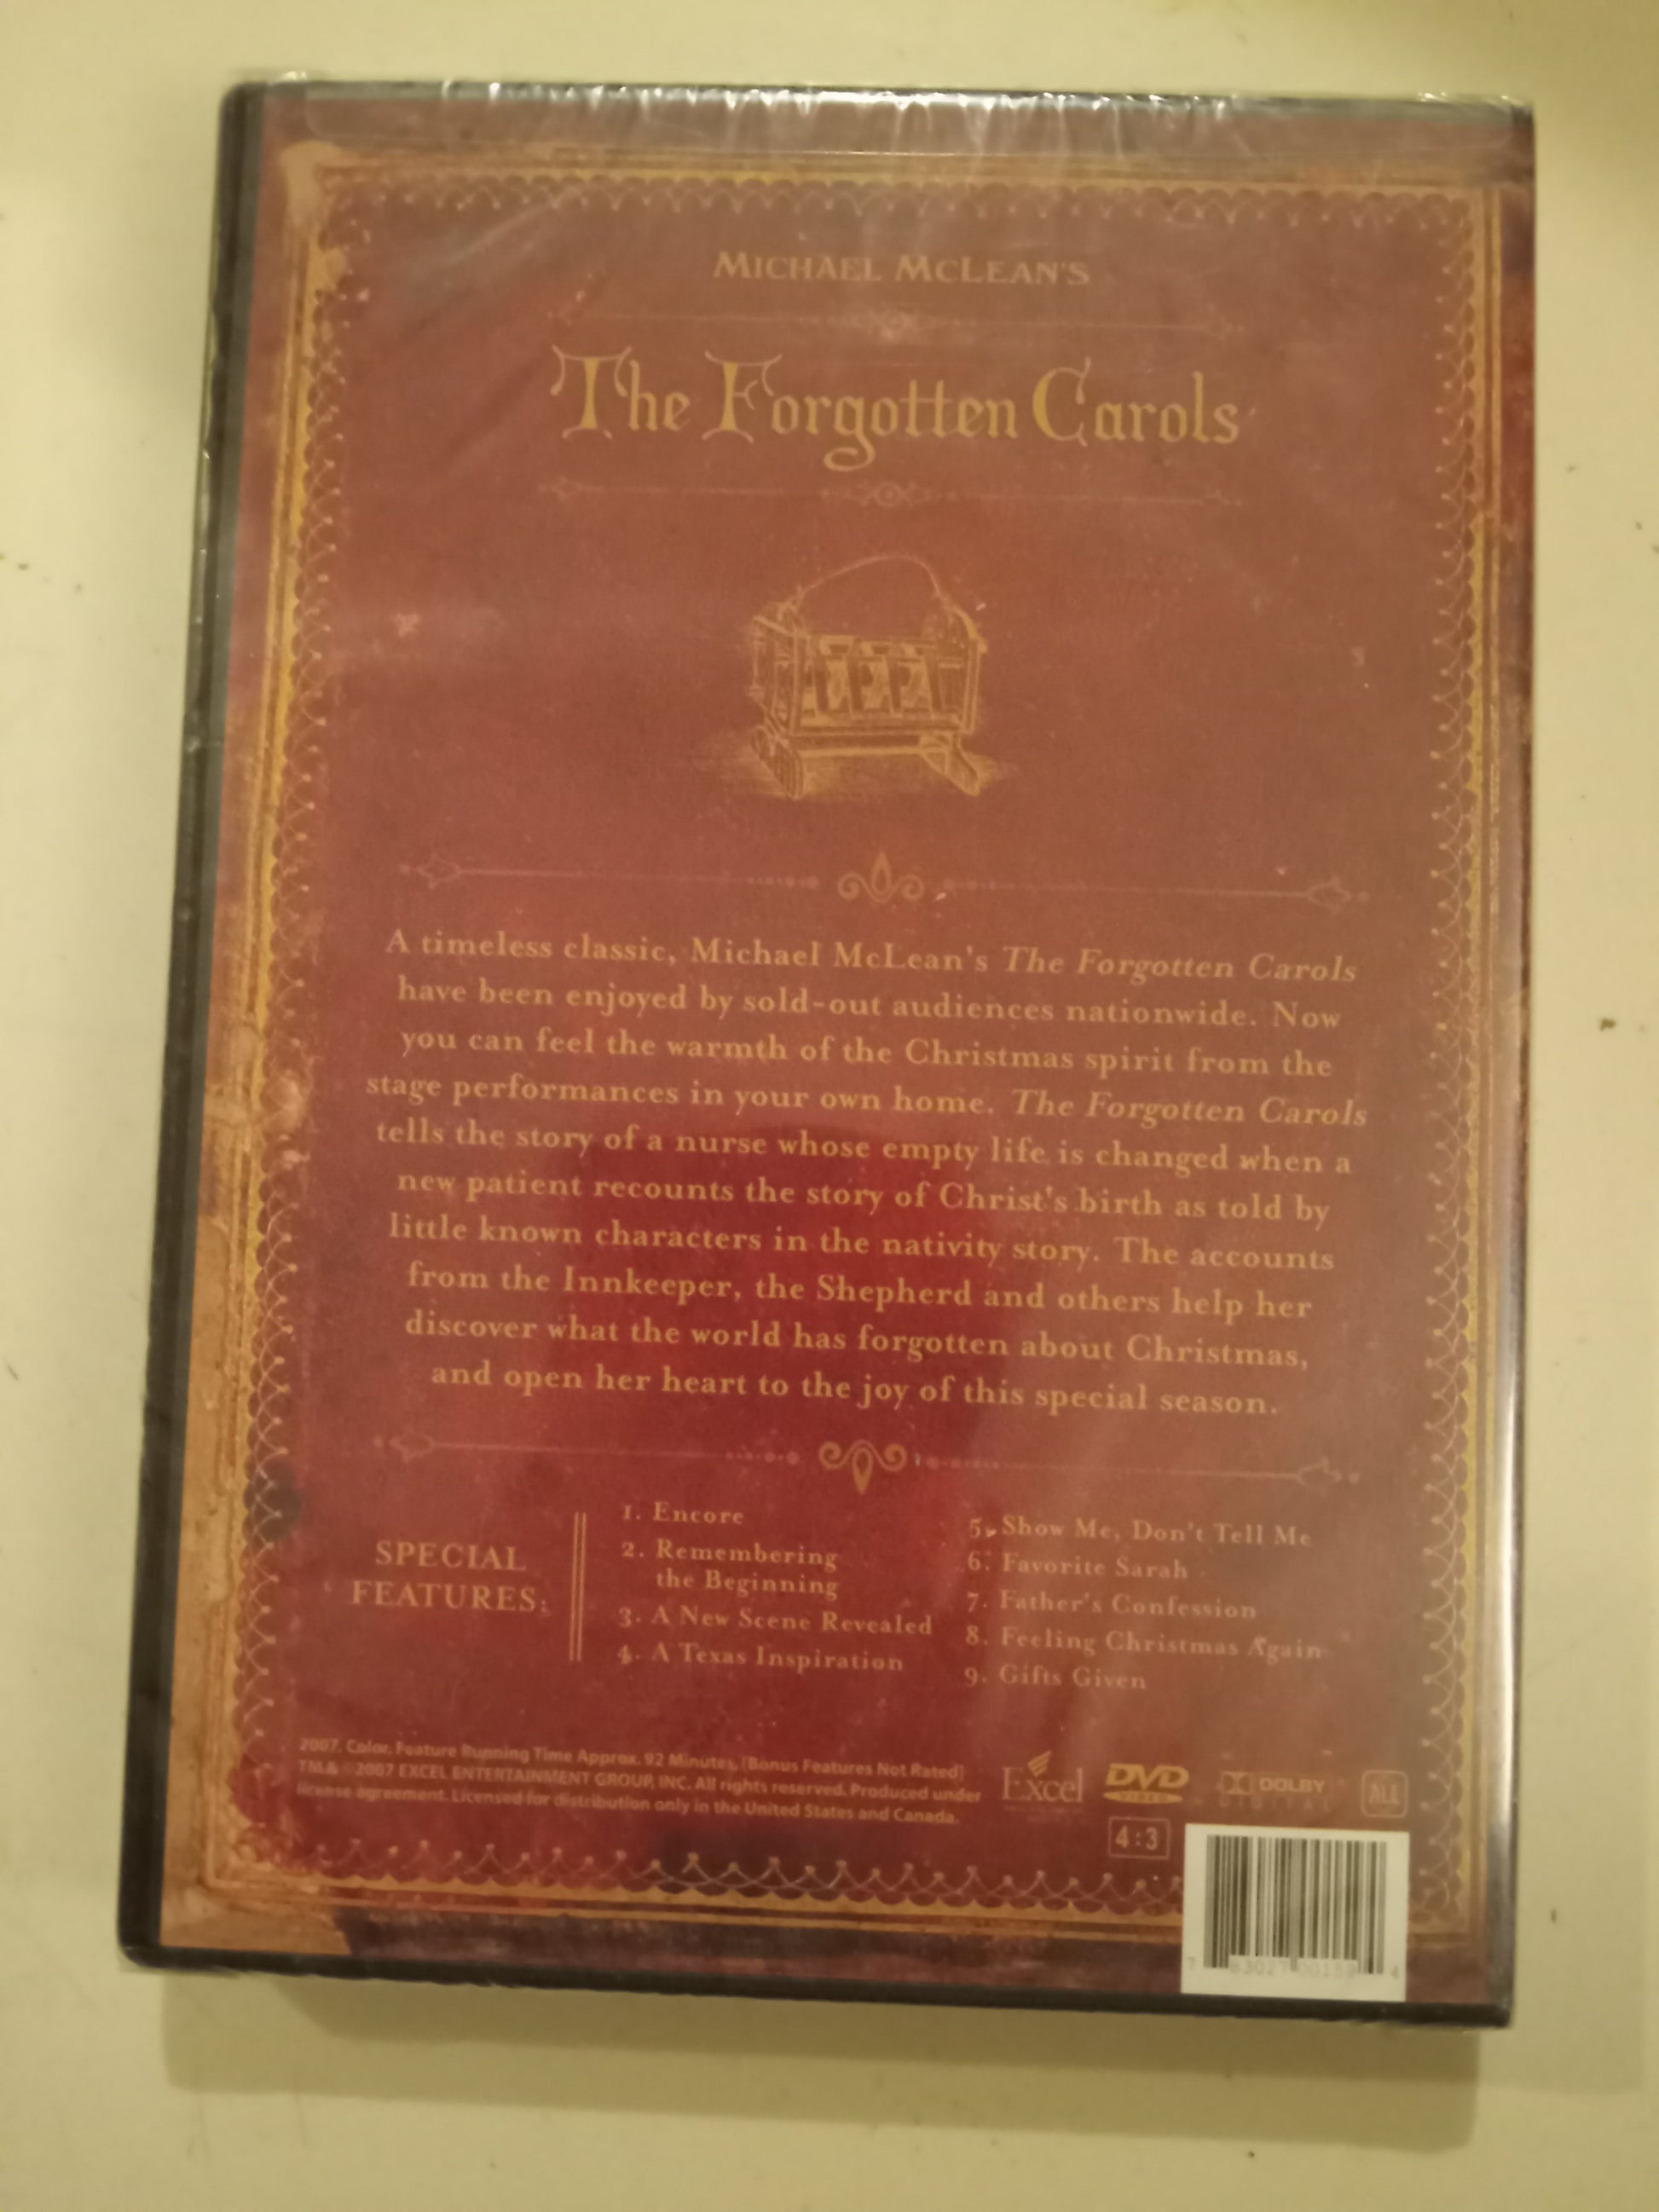 MICHAEL MCLEAN'S
The Forgotten Carols
A timeless classic, Michael McLean's The Forgotten Carols
have been enjoyed by sold-out audiences nationwide. Now
you can feel the warmth of the Christmas spirit from the
stage performances in your own home. The Forgotten Carols
tells the story of a nurse whose empty life is changed when a
new patient recounts the story of Christ's birth as told by
little known characters in the nativity story. The accounts
from the Innkeeper, the Shepherd and others help her
discover what the world has forgotten about Christmas,
and open her heart to the joy of this special season.
SPECIAL
FEATURES:
1. Encore
2. Remembering
the Beginning
3. A New Scene Revealed
4. A Texas Inspiration
5. Show Me, Don't Tell Me
6. Favorite Sarah
7. Father's Confession
8. Feeling Christmas Again
9. Gifts Given
2007. Color. Feature Running Time Approx. 92 Minutes. [Bonus Features Not Rated]
TM & ©2007 EXCEL ENTERTAINMENT GROUP, INC. All rights reserved. Produced under
license agreement. Licensed for distribution only in the United States and Canada.
Excel
DVD
VIDEO
DOLBY
DIGITAL
ALL
4:3